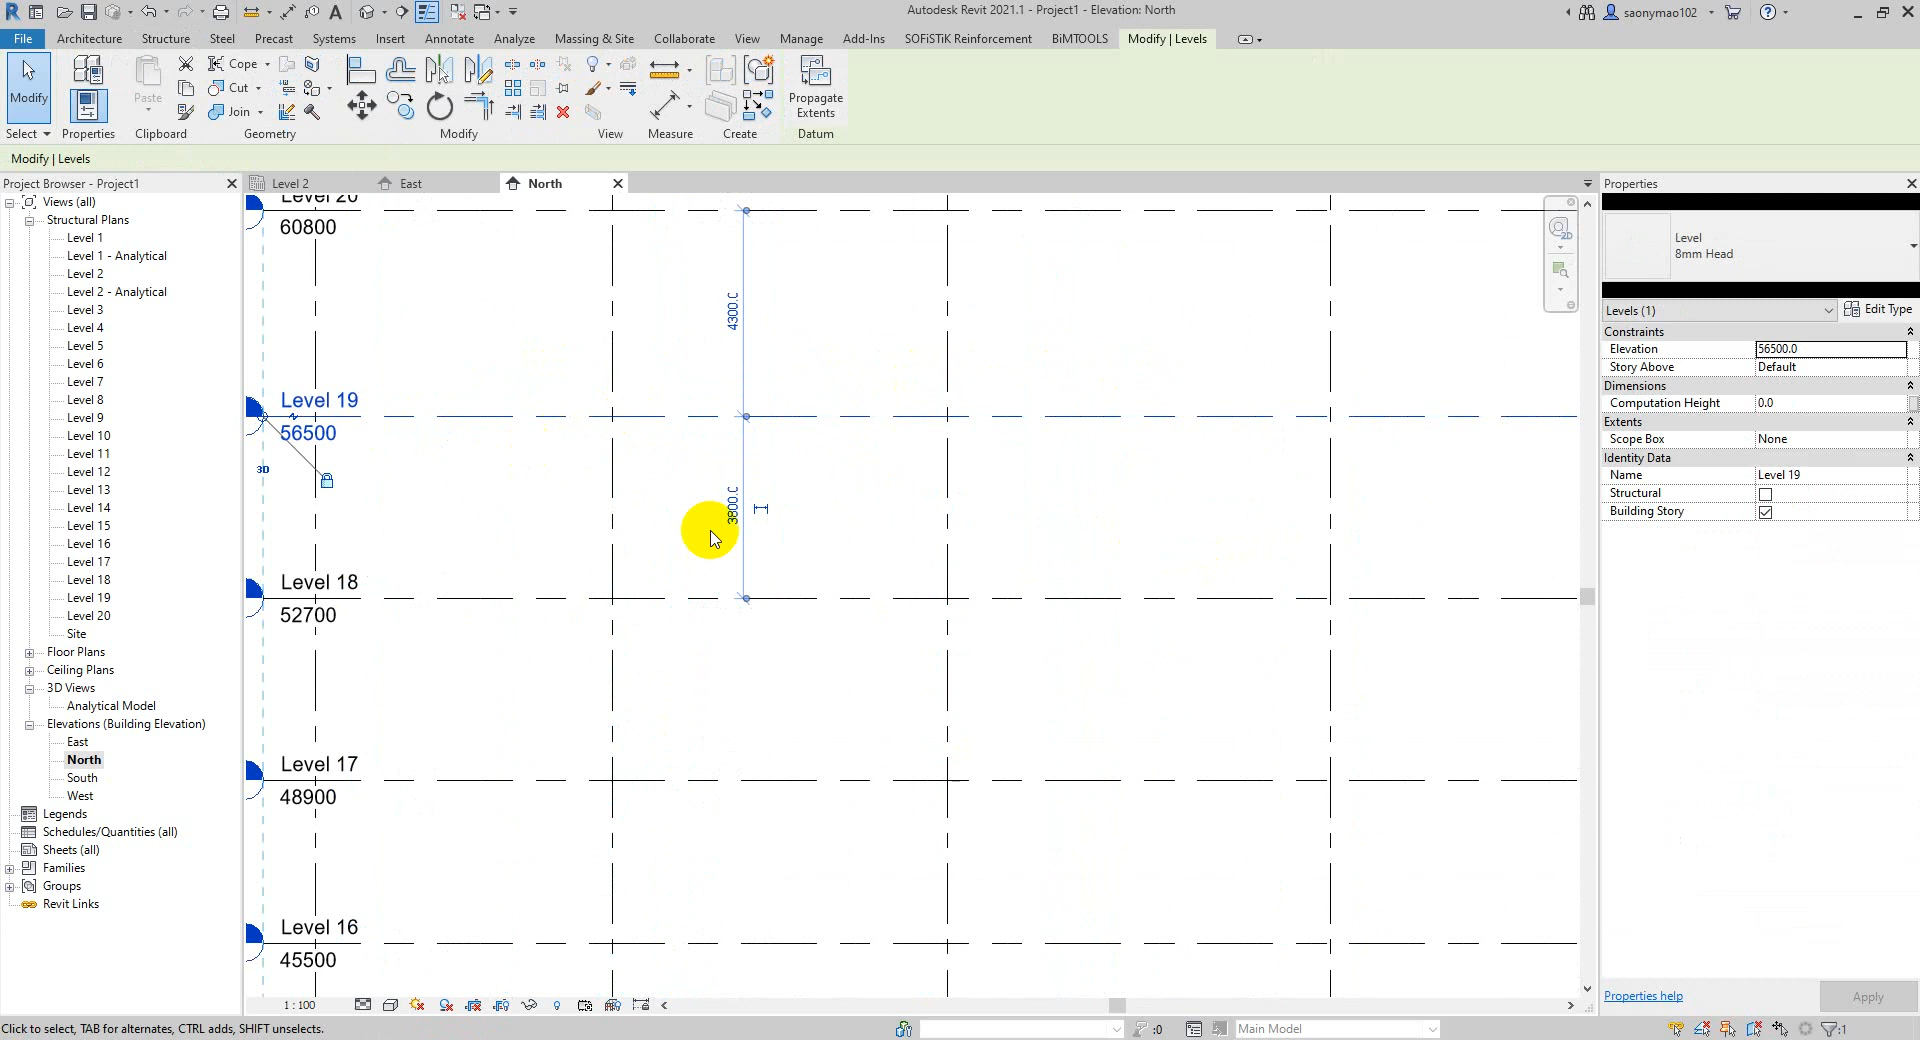 Autodesk Revit 2021.1 - Project1 - Elevation: North
saonymao102
File
Architecture
Structure
Steel
Precast
Systems
Insert
Annotate
Analyze
Massing & Site
Collaborate
View
Manage
Add-Ins
SOFiSTiK Reinforcement
BiMTOOLS
Modify | Levels
Modify
Paste
Cope
Cut
Join
Propagate
Extents
Select
Properties
Clipboard
Geometry
Modify
View
Measure
Create
Datum
Modify | Levels
Project Browser - Project1
Views (all)
Structural Plans
Level 1
Level 1 - Analytical
Level 2
Level 2 - Analytical
Level 3
Level 4
Level 5
Level 6
Level 7
Level 8
Level 9
Level 10
Level 11
Level 12
Level 13
Level 14
Level 15
Level 16
Level 17
Level 18
Level 19
Level 20
Site
Floor Plans
Ceiling Plans
3D Views
Analytical Model
Elevations (Building Elevation)
East
North
South
West
Legends
Schedules/Quantities (all)
Sheets (all)
Families
Groups
Revit Links
Level 2
East
North
Level 20
60800
4300.0
Level 19
56500
3D
3800.0
Level 18
52700
Level 17
48900
Level 16
45500
2D
1 : 100
Properties
Level
8mm Head
Levels (1)
Edit Type
Constraints
Elevation 56500.0
Story Above Default
Dimensions
Computation Height 0.0
Extents
Scope Box None
Identity Data
Name Level 19
Structural
Building Story
Properties help
Apply
Click to select, TAB for alternates, CTRL adds, SHIFT unselects.
:0
Main Model
:1